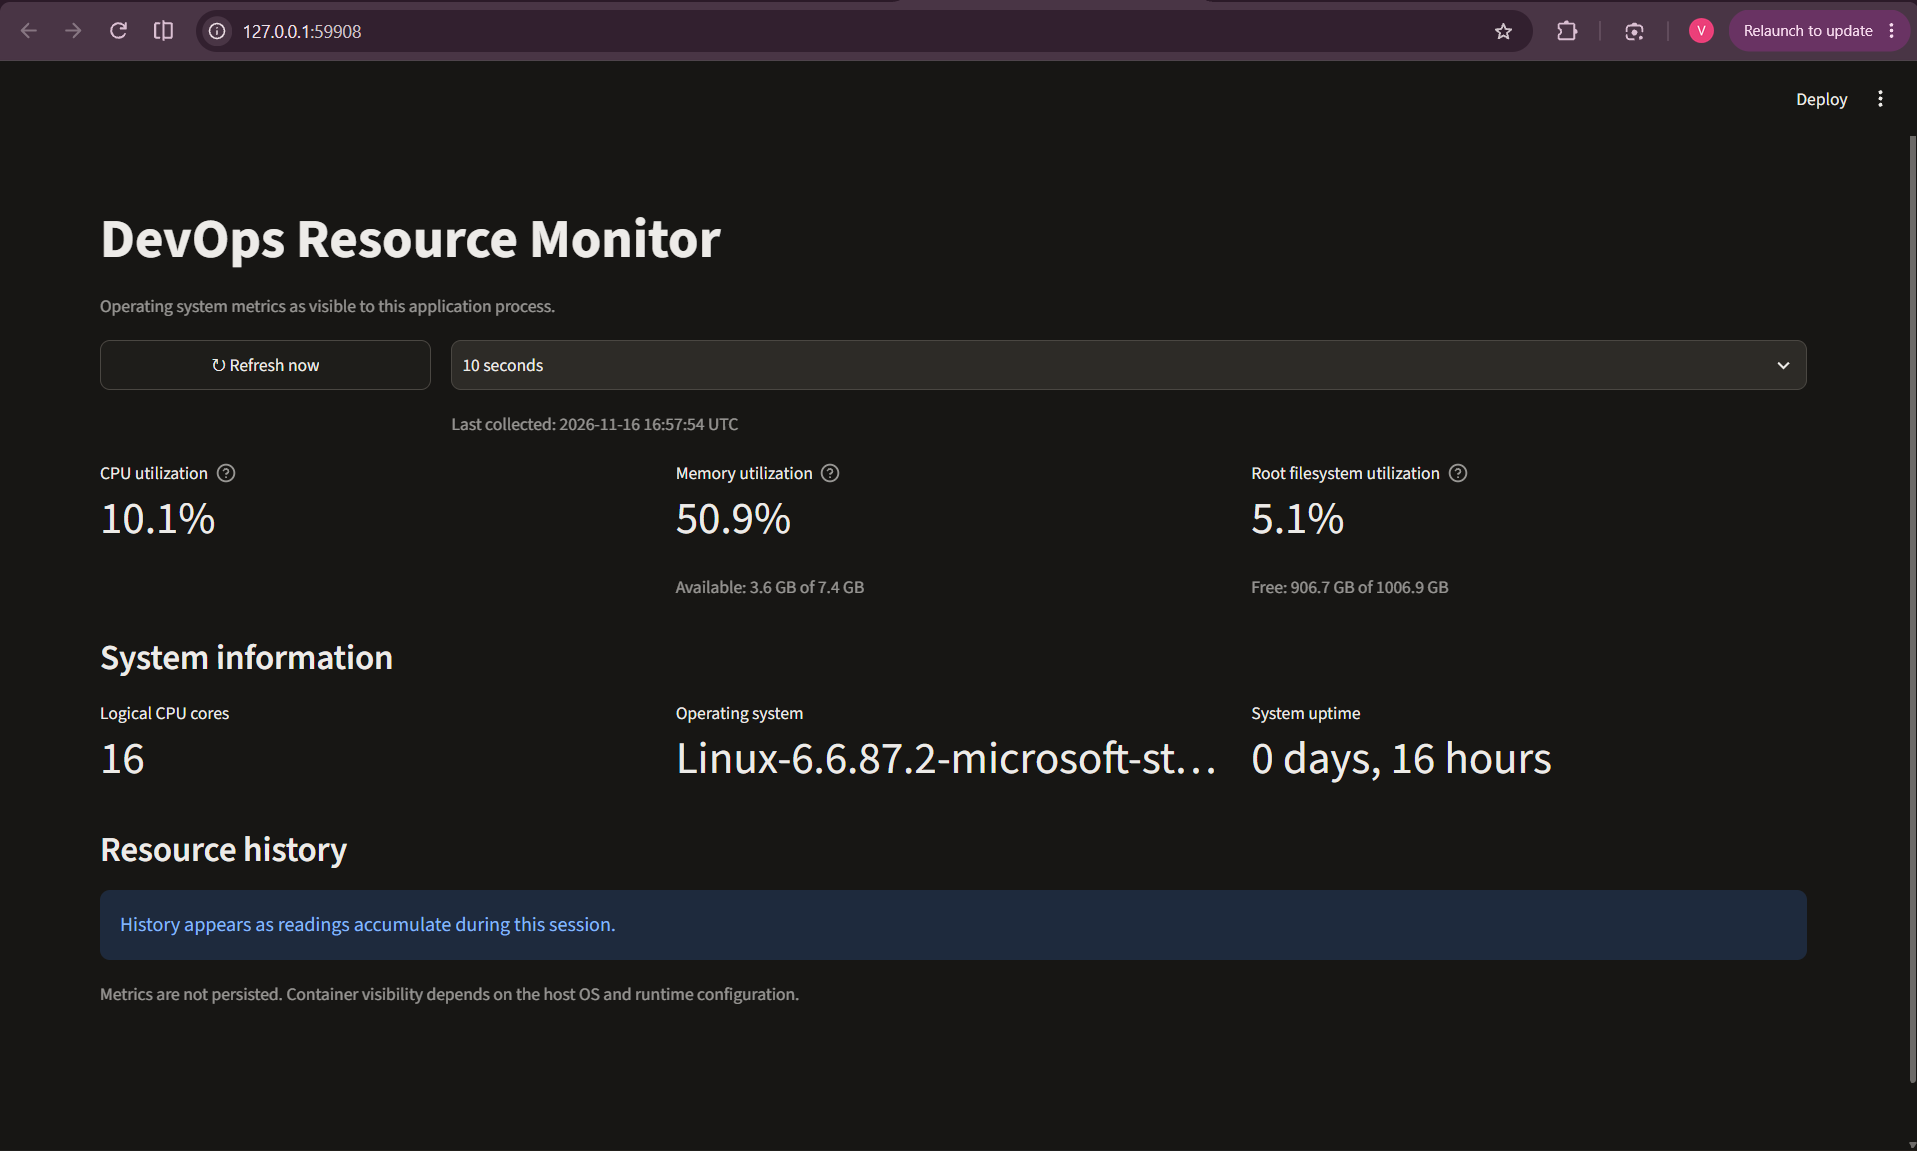 127.0.0.1:59908
V
Relaunch to update
Deploy
DevOps Resource Monitor
Operating system metrics as visible to this application process.
↻ Refresh now
10 seconds
Last collected: 2026-11-16 16:57:54 UTC
CPU utilization
10.1%
Memory utilization
50.9%
Available: 3.6 GB of 7.4 GB
Root filesystem utilization
5.1%
Free: 906.7 GB of 1006.9 GB
System information
Logical CPU cores
16
Operating system
Linux-6.6.87.2-microsoft-st…
System uptime
0 days, 16 hours
Resource history
History appears as readings accumulate during this session.
Metrics are not persisted. Container visibility depends on the host OS and runtime configuration.